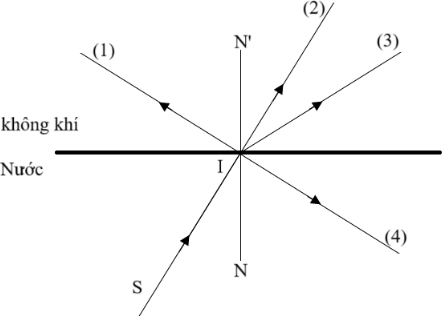 (2)
(1)
N'
(3)
không khí
Nước
I
(4)
N
S